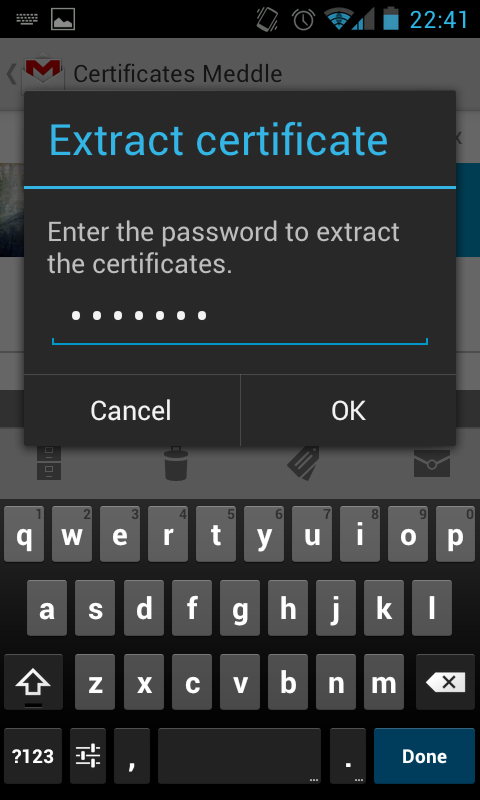 22:41
Certificates Meddle
x
Extract certificate
Enter the password to extract
the certificates.
Cancel
OK
1 2 3 4 5 6 7 8 9 0
q w e r t y u i o p
a s d f g h j k l
z x c v b n m
?123 , . Done